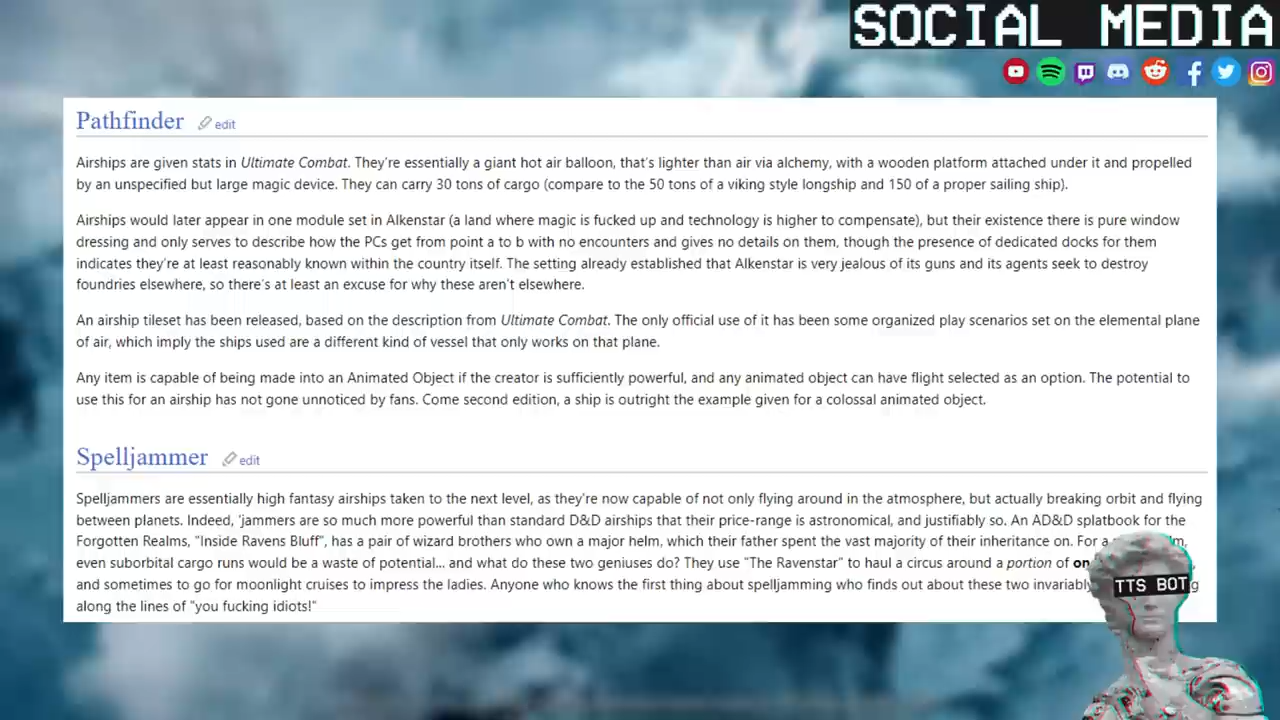 SOCIAL MEDIA
Pathfinder edit
Airships are given stats in Ultimate Combat. They're essentially a giant hot air balloon, that's lighter than air via alchemy, with a wooden platform attached under it and propelled
by an unspecified but large magic device. They can carry 30 tons of cargo (compare to the 50 tons of a viking style longship and 150 of a proper sailing ship).
Airships would later appear in one module set in Alkenstar (a land where magic is fucked up and technology is higher to compensate), but their existence there is pure window
dressing and only serves to describe how the PCs get from point a to b with no encounters and gives no details on them, though the presence of dedicated docks for them
indicates they're at least reasonably known within the country itself. The setting already established that Alkenstar is very jealous of its guns and its agents seek to destroy
foundries elsewhere, so there's at least an excuse for why these aren't elsewhere.
An airship tileset has been released, based on the description from Ultimate Combat. The only official use of it has been some organized play scenarios set on the elemental plane
of air, which imply the ships used are a different kind of vessel that only works on that plane.
Any item is capable of being made into an Animated Object if the creator is sufficiently powerful, and any animated object can have flight selected as an option. The potential to
use this for an airship has not gone unnoticed by fans. Come second edition, a ship is outright the example given for a colossal animated object.
Spelljammer edit
Spelljammers are essentially high fantasy airships taken to the next level, as they're now capable of not only flying around in the atmosphere, but actually breaking orbit and flying
between planets. Indeed, 'jammers are so much more powerful than standard D&D airships that their price-range is astronomical, and justifiably so. An AD&D splatbook for the
Forgotten Realms, "Inside Ravens Bluff", has a pair of wizard brothers who own a major helm, which their father spent the vast majority of their inheritance on. For a
even suborbital cargo runs would be a waste of potential... and what do these two geniuses do? They use "The Ravenstar" to haul a circus around a portion of
and sometimes to go for moonlight cruises to impress the ladies. Anyone who knows the first thing about spelljamming who finds out about these two invariably
along the lines of "you fucking idiots!"
TTS BOT